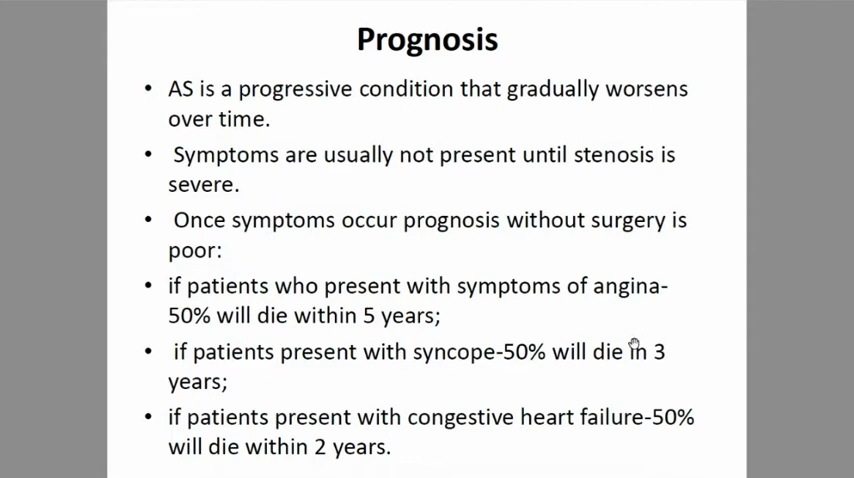 Prognosis
• AS is a progressive condition that gradually worsens
over time.
• Symptoms are usually not present until stenosis is
severe.
• Once symptoms occur prognosis without surgery is
poor:
• if patients who present with symptoms of angina-
50% will die within 5 years;
• if patients present with syncope-50% will die in 3
years;
• if patients present with congestive heart failure-50%
will die within 2 years.